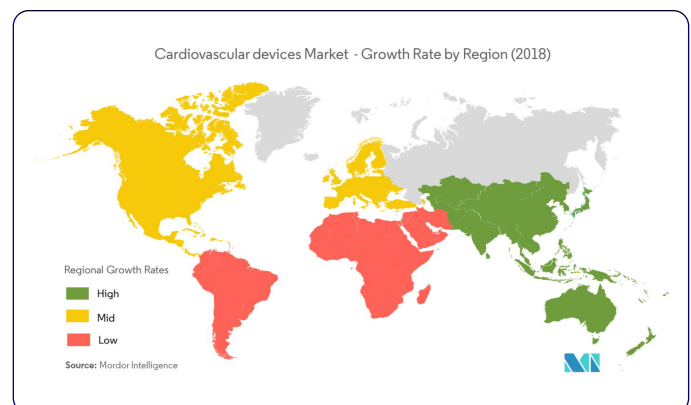 Cardiovascular devices Market - Growth Rate by Region (2018)
Regional Growth Rates
High
Mid
Low
Source: Mordor Intelligence